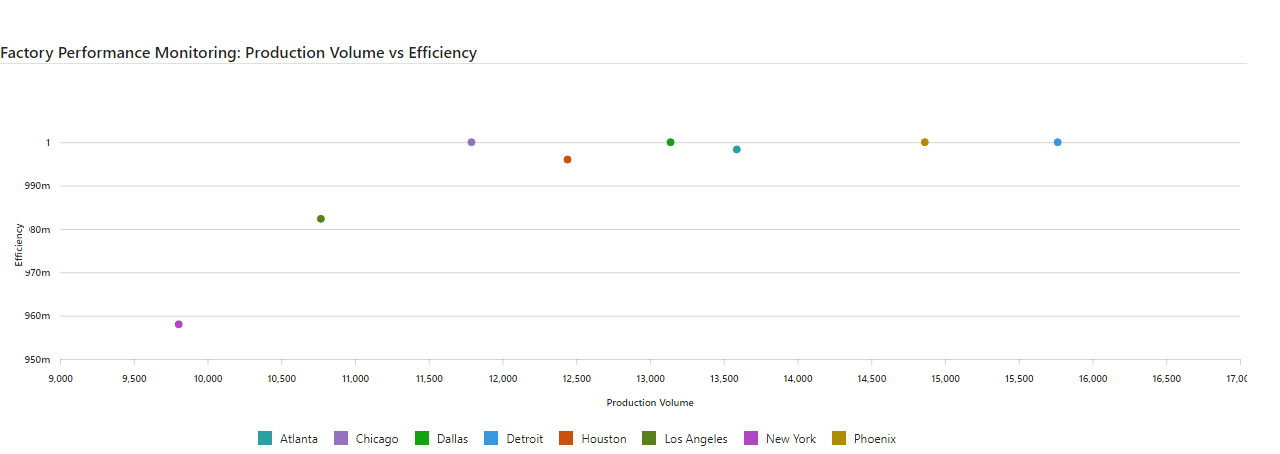 Factory Performance Monitoring: Production Volume vs Efficiency
1
990m
80m
970m
960m
950m
Efficiency
9,000 9,500 10,000 10,500 11,000 11,500 12,000 12,500 13,000 13,500 14,000 14,500 15,000 15,500 16,000 16,500 17,00
Production Volume
Atlanta Chicago Dallas Detroit Houston Los Angeles New York Phoenix